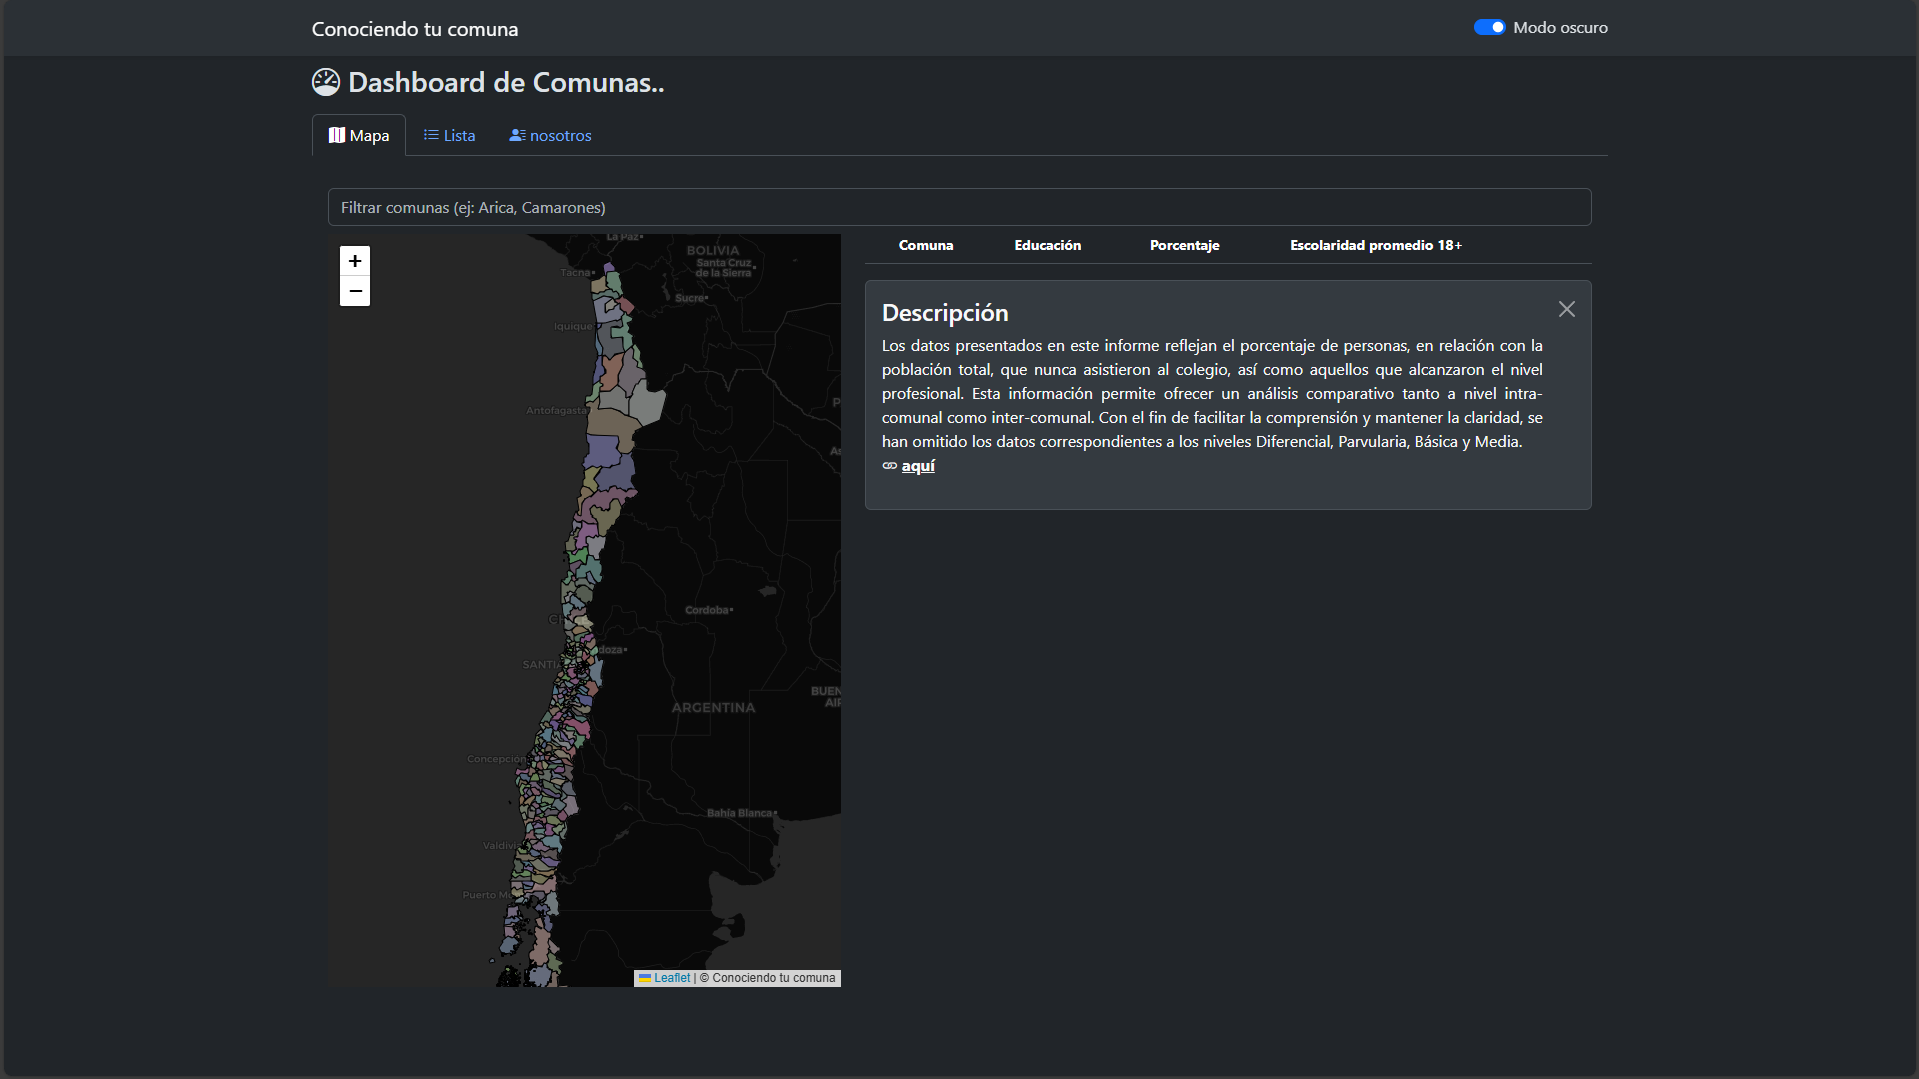 Conociendo tu comuna
Modo oscuro
Dashboard de Comunas..
Mapa
Lista
nosotros
Filtrar comunas (ej: Arica, Camarones)
+
−
La Paz
BOLIVIA
Santa Cruz
de la Sierra
Tacna
Sucre
Iquique
Antofagasta
Cordoba
doza
SANTIA
ARGENTINA
BUEN
AIR
Concepción
Bahía Blanca
Valdivia
Puerto M
Leaflet | © Conociendo tu comuna
Comuna Educación Porcentaje Escolaridad promedio 18+
Descripción
Los datos presentados en este informe reflejan el porcentaje de personas, en relación con la
población total, que nunca asistieron al colegio, así como aquellos que alcanzaron el nivel
profesional. Esta información permite ofrecer un análisis comparativo tanto a nivel intra-
comunal como inter-comunal. Con el fin de facilitar la comprensión y mantener la claridad, se
han omitido los datos correspondientes a los niveles Diferencial, Parvularia, Básica y Media.
aquí